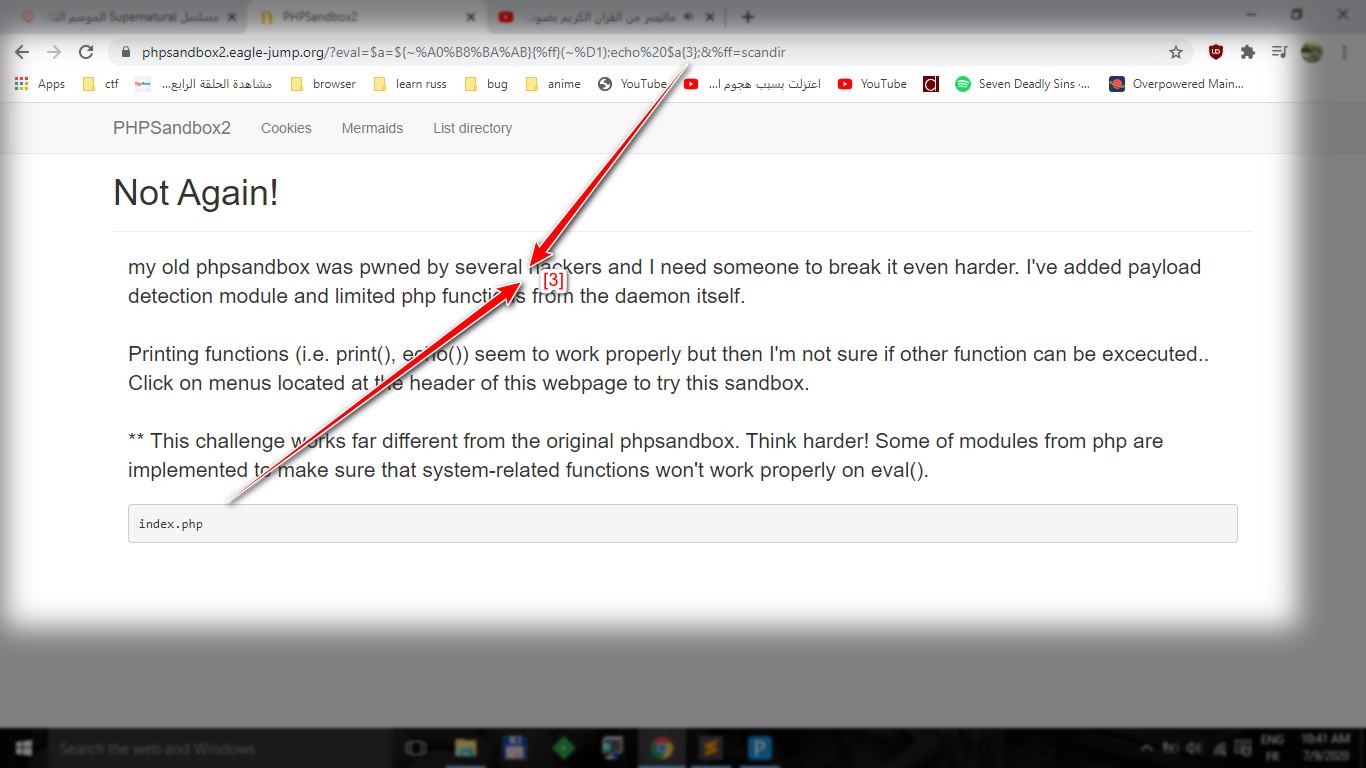 مسلسل Supernatural الموسم الثا
PHPSandbox2
ماتيسر من القرآن الكريم بصوت...
phpsandbox2.eagle-jump.org/?eval=$a=${~%A0%B8%BA%AB}{%ff}(~%D1);echo%20$a{3};&%ff=scandir
Apps
ctf
مشاهدة الحلقة الرابع...
browser
learn russ
bug
anime
YouTube
اعتزلت بسبب هجوم ا...
YouTube
Seven Deadly Sins -...
Overpowered Main...
PHPSandbox2 Cookies Mermaids List directory
Not Again!
my old phpsandbox was pwned by several hackers and I need someone to break it even harder. I've added payload
[3]
detection module and limited php functions from the daemon itself.
Printing functions (i.e. print(), echo()) seem to work properly but then I'm not sure if other function can be excecuted..
Click on menus located at the header of this webpage to try this sandbox.
** This challenge works far different from the original phpsandbox. Think harder! Some of modules from php are
implemented to make sure that system-related functions won't work properly on eval().
index.php
Search the web and Windows
ENG
FR
10:41 AM
7/9/2020